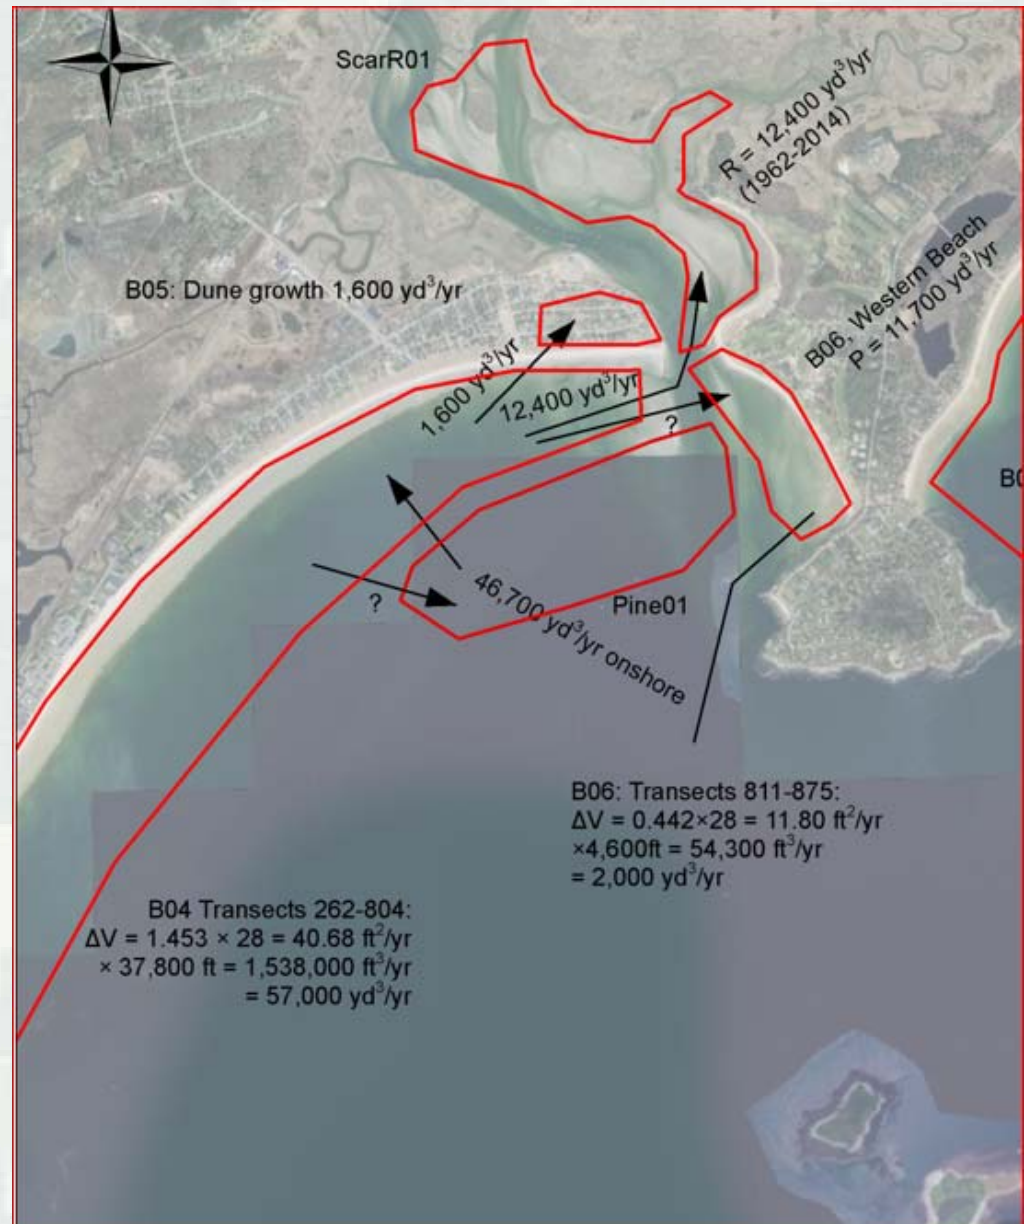 ScarR01
R = 12,400 yd³/yr
(1962-2014)
B05: Dune growth 1,600 yd³/yr
B06, Western Beach
P = 11,700 yd³/yr
1,600 yd³/yr
12,400 yd³/yr
?
B0
?
46,700 yd³/yr onshore
Pine01
B06: Transects 811-875:
ΔV = 0.442×28 = 11.80 ft²/yr
×4,600ft = 54,300 ft³/yr
= 2,000 yd³/yr
B04 Transects 262-804:
ΔV = 1.453 × 28 = 40.68 ft²/yr
× 37,800 ft = 1,538,000 ft³/yr
= 57,000 yd³/yr